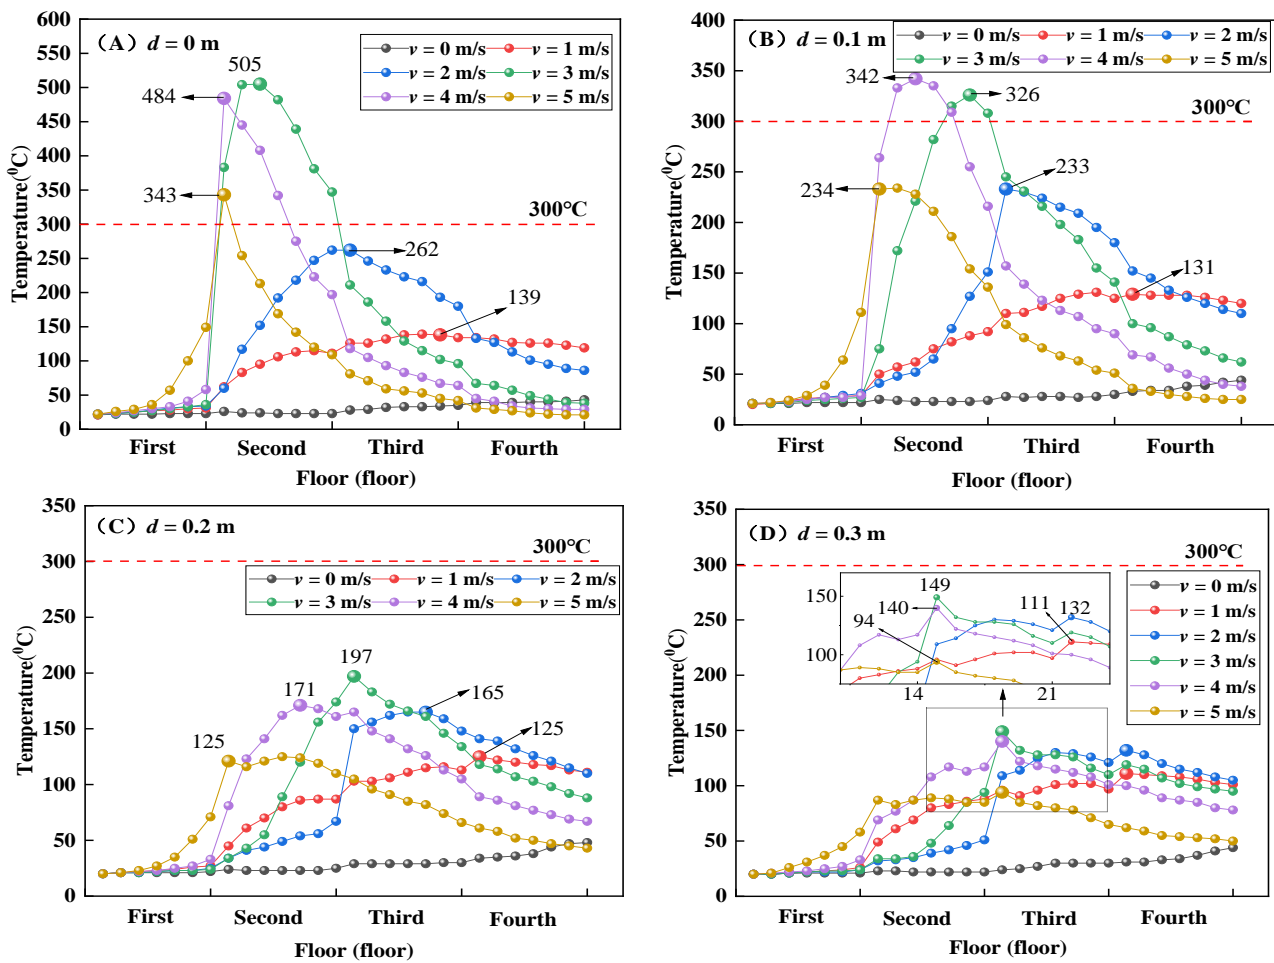 (A) d = 0 m
v = 0 m/s v = 1 m/s
v = 2 m/s v = 3 m/s
v = 4 m/s v = 5 m/s
600
550
500
450
400
350
300
250
200
150
100
50
0
505
484
343
262
139
300℃
Temperature(⁰C)
First Second Third Fourth
Floor (floor)
(B) d = 0.1 m
v = 0 m/s v = 1 m/s v = 2 m/s
v = 3 m/s v = 4 m/s v = 5 m/s
400
350
300
250
200
150
100
50
0
342
326
300℃
234
233
131
Temperature(⁰C)
First Second Third Fourth
Floor (floor)
(C) d = 0.2 m
300℃
v = 0 m/s v = 1 m/s v = 2 m/s
v = 3 m/s v = 4 m/s v = 5 m/s
350
300
250
200
150
100
50
0
197
171
165
125
125
Temperature(⁰C)
First Second Third Fourth
Floor (floor)
(D) d = 0.3 m
300℃
v = 0 m/s
v = 1 m/s
v = 2 m/s
v = 3 m/s
v = 4 m/s
v = 5 m/s
350
300
250
200
150
100
50
0
150
100
149
140
94
111 132
14 21
Temperature(⁰C)
First Second Third Fourth
Floor (floor)